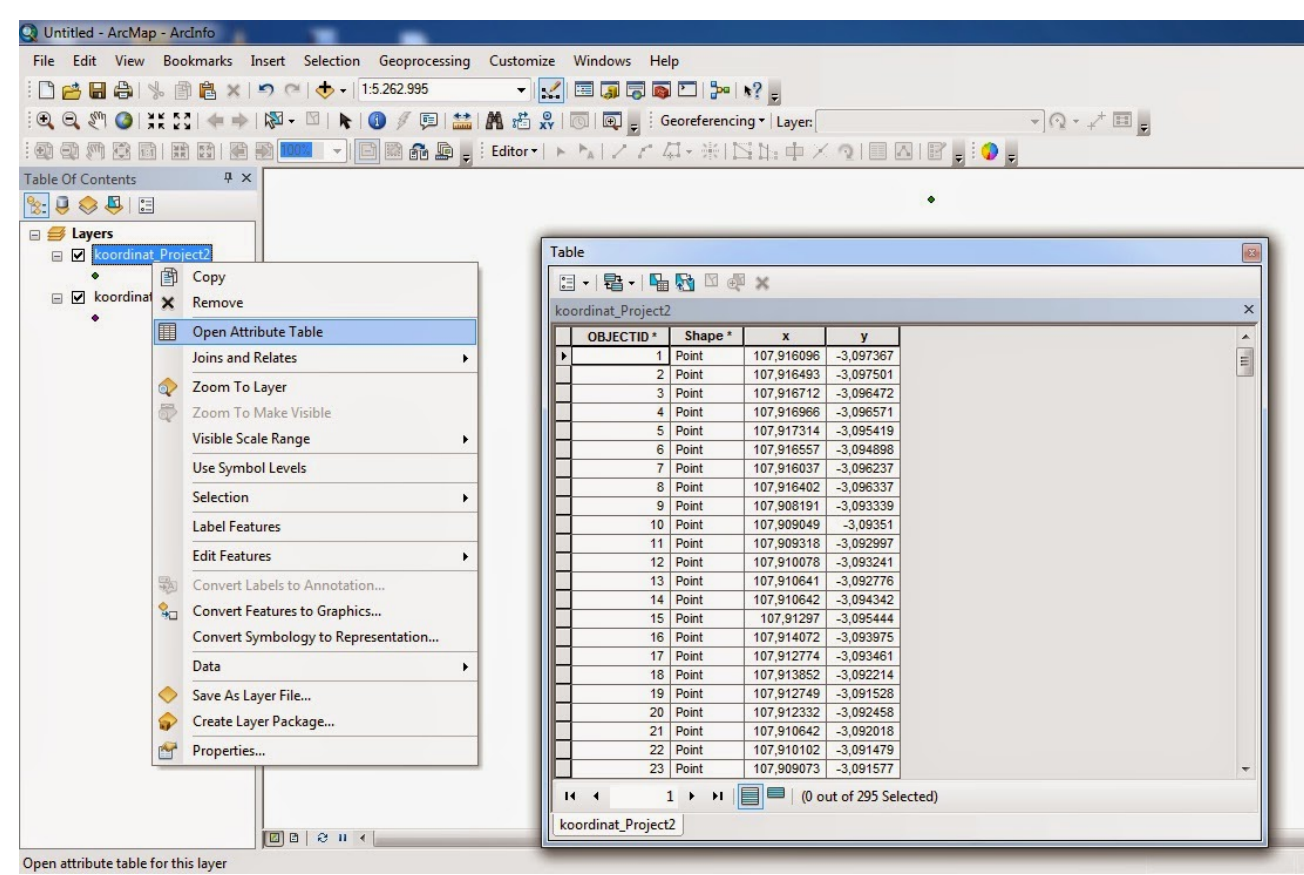 Untitled - ArcMap - ArcInfo
File Edit View Bookmarks Insert Selection Geoprocessing Customize Windows Help
1:5.262.995
Georeferencing Layer:
100% Editor
Table Of Contents
Layers
koordinat_Project2
koordinat
Copy
Remove
Open Attribute Table
Joins and Relates
Zoom To Layer
Zoom To Make Visible
Visible Scale Range
Use Symbol Levels
Selection
Label Features
Edit Features
Convert Labels to Annotation...
Convert Features to Graphics...
Convert Symbology to Representation...
Data
Save As Layer File...
Create Layer Package...
Properties...
Table
koordinat_Project2
OBJECTID * Shape * x y
1 Point 107,916096 -3,097367
2 Point 107,916493 -3,097501
3 Point 107,916712 -3,096472
4 Point 107,916966 -3,096571
5 Point 107,917314 -3,095419
6 Point 107,916557 -3,094898
7 Point 107,916037 -3,096237
8 Point 107,916402 -3,096337
9 Point 107,908191 -3,093339
10 Point 107,909049 -3,09351
11 Point 107,909318 -3,092997
12 Point 107,910078 -3,093241
13 Point 107,910641 -3,092776
14 Point 107,910642 -3,094342
15 Point 107,91297 -3,095444
16 Point 107,914072 -3,093975
17 Point 107,912774 -3,093461
18 Point 107,913852 -3,092214
19 Point 107,912749 -3,091528
20 Point 107,912332 -3,092458
21 Point 107,910642 -3,092018
22 Point 107,910102 -3,091479
23 Point 107,909073 -3,091577
1 (0 out of 295 Selected)
koordinat_Project2
Open attribute table for this layer